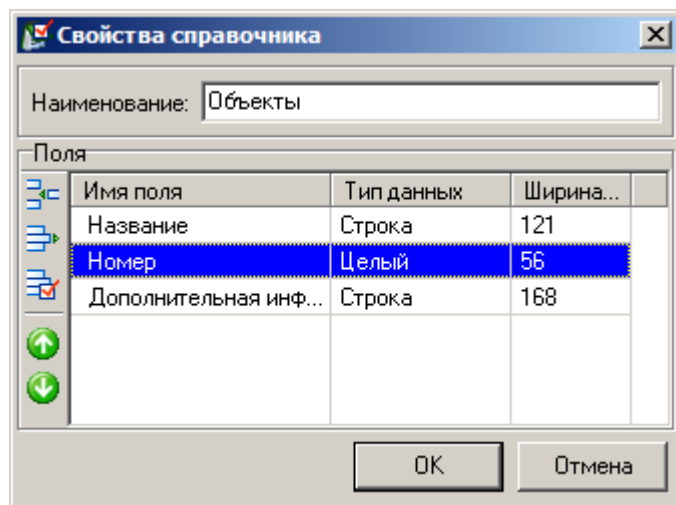 Свойства справочника
Наименование: Объекты
Поля
Имя поля Тип данных Ширина...
Название Строка 121
Номер Целый 56
Дополнительная инф... Строка 168
OK Отмена